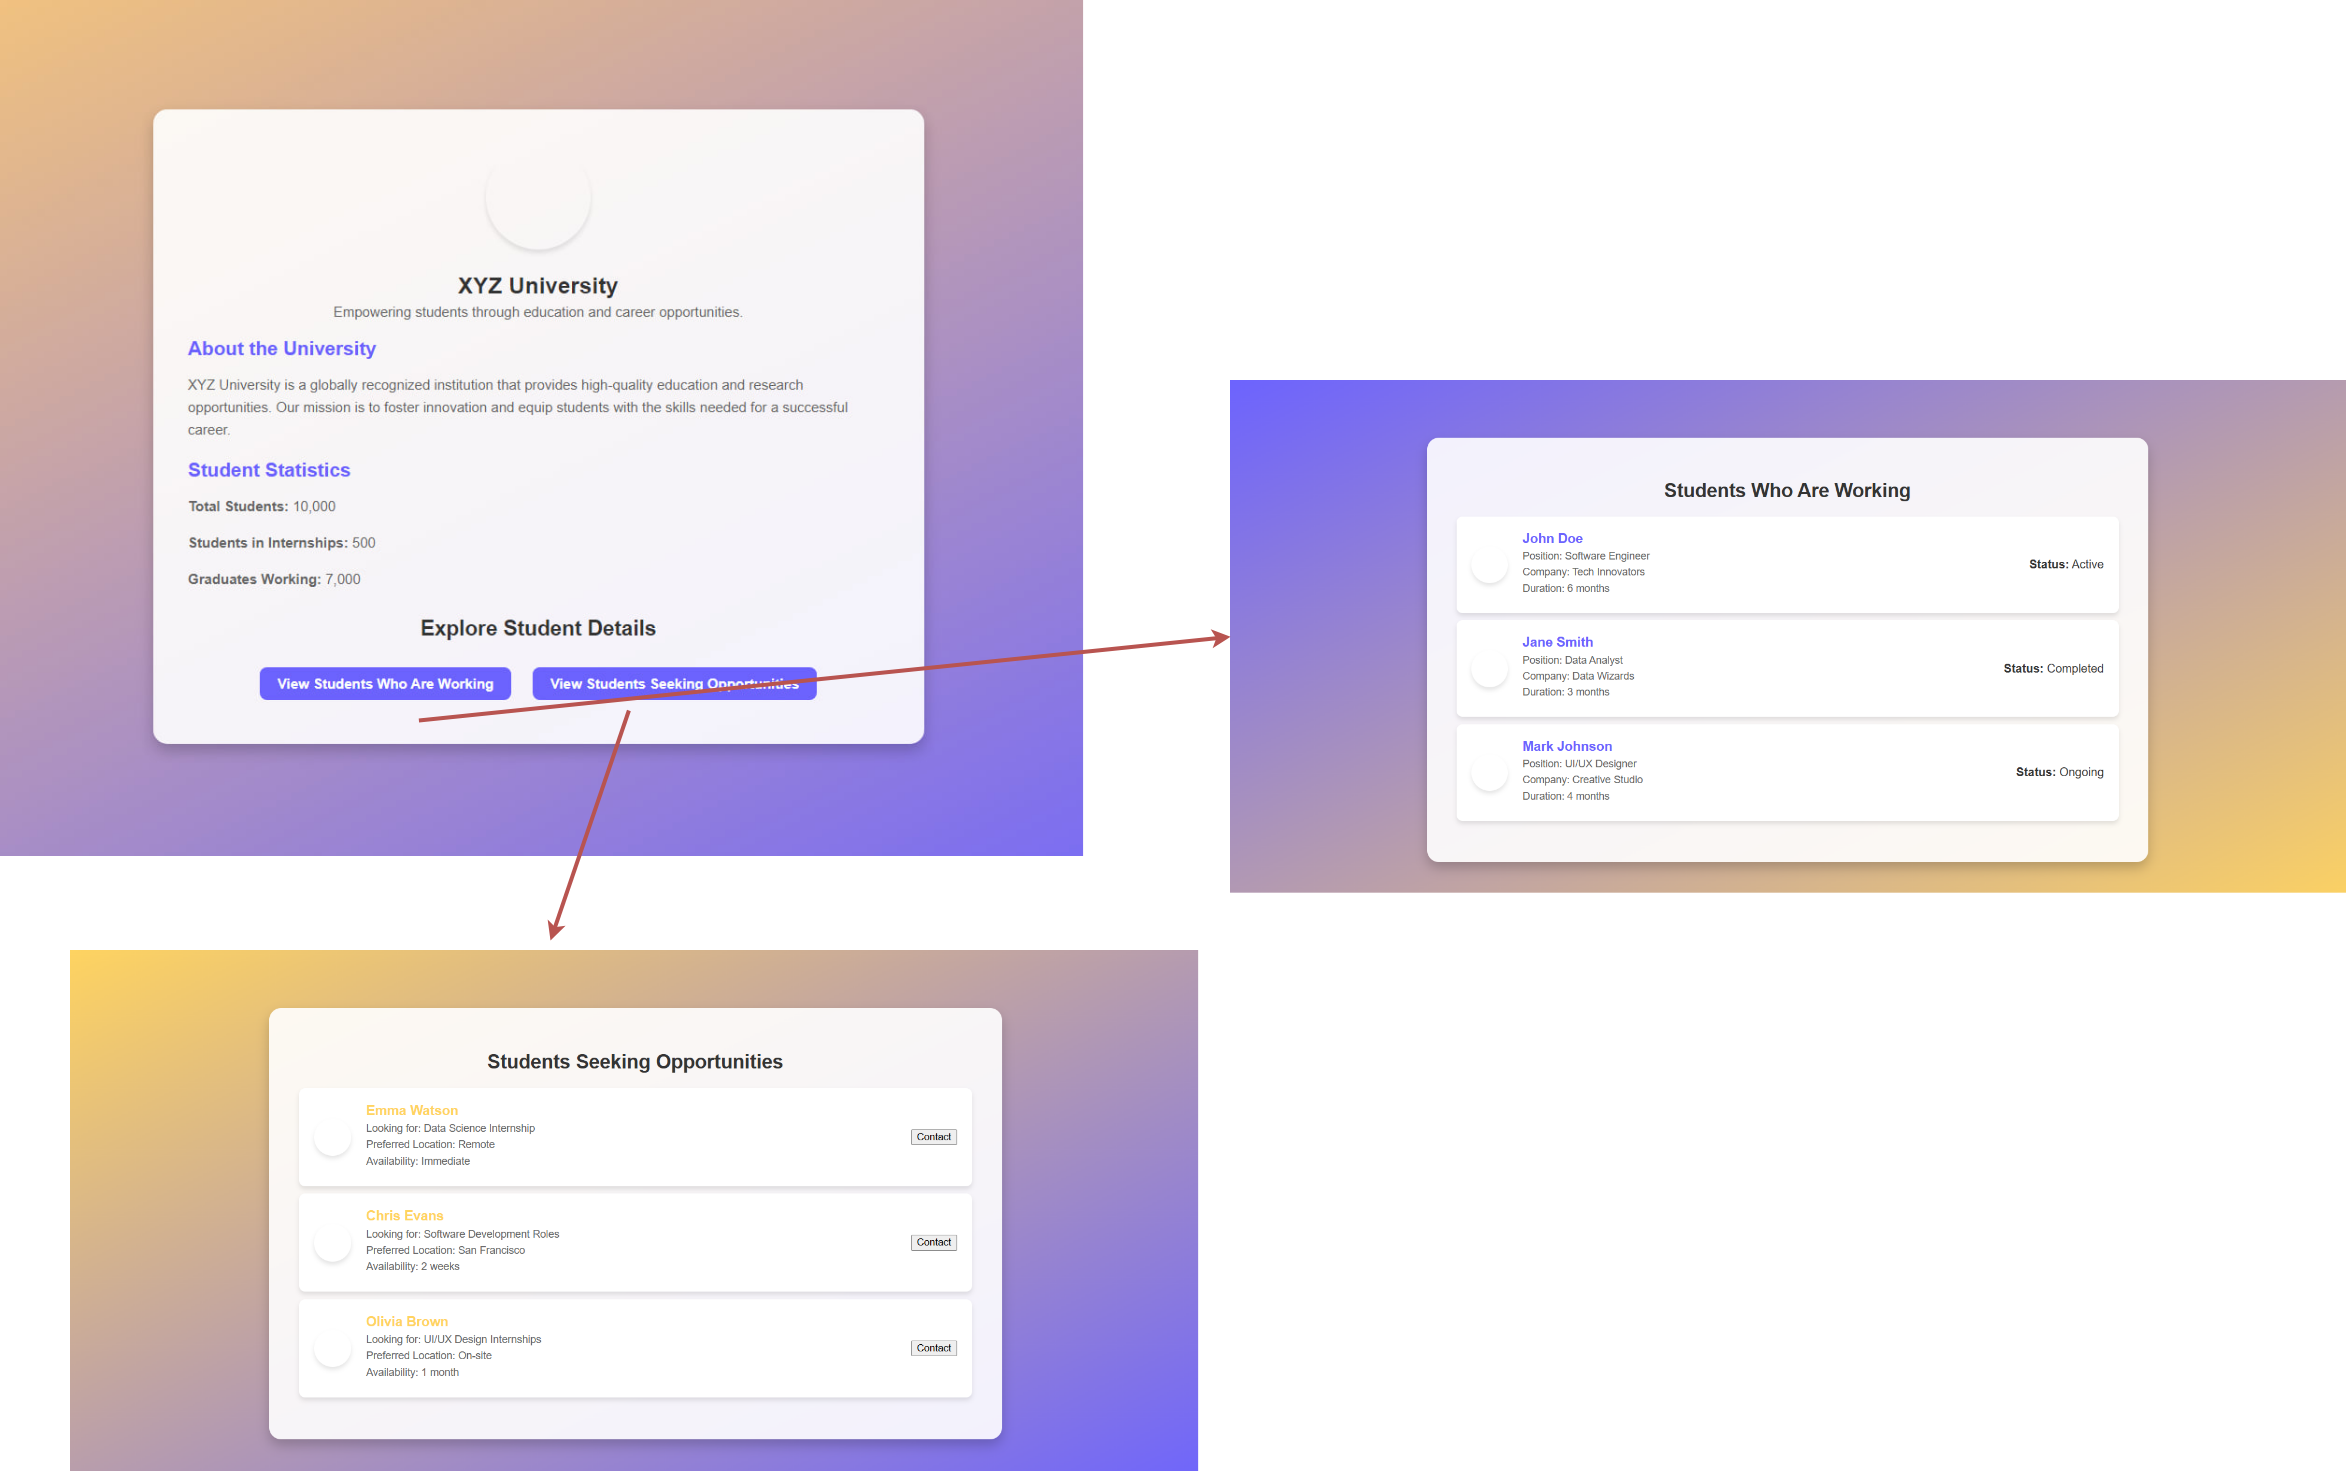 XYZ University
Empowering students through education and career opportunities.
About the University
XYZ University is a globally recognized institution that provides high-quality education and research
opportunities. Our mission is to foster innovation and equip students with the skills needed for a successful
career.
Student Statistics
Total Students: 10,000
Students in Internships: 500
Graduates Working: 7,000
Explore Student Details
View Students Who Are Working
View Students Seeking Opportunities
Students Who Are Working
John Doe
Position: Software Engineer
Company: Tech Innovators
Duration: 6 months
Status: Active
Jane Smith
Position: Data Analyst
Company: Data Wizards
Duration: 3 months
Status: Completed
Mark Johnson
Position: UI/UX Designer
Company: Creative Studio
Duration: 4 months
Status: Ongoing
Students Seeking Opportunities
Emma Watson
Looking for: Data Science Internship
Preferred Location: Remote
Availability: Immediate
Contact
Chris Evans
Looking for: Software Development Roles
Preferred Location: San Francisco
Availability: 2 weeks
Contact
Olivia Brown
Looking for: UI/UX Design Internships
Preferred Location: On-site
Availability: 1 month
Contact